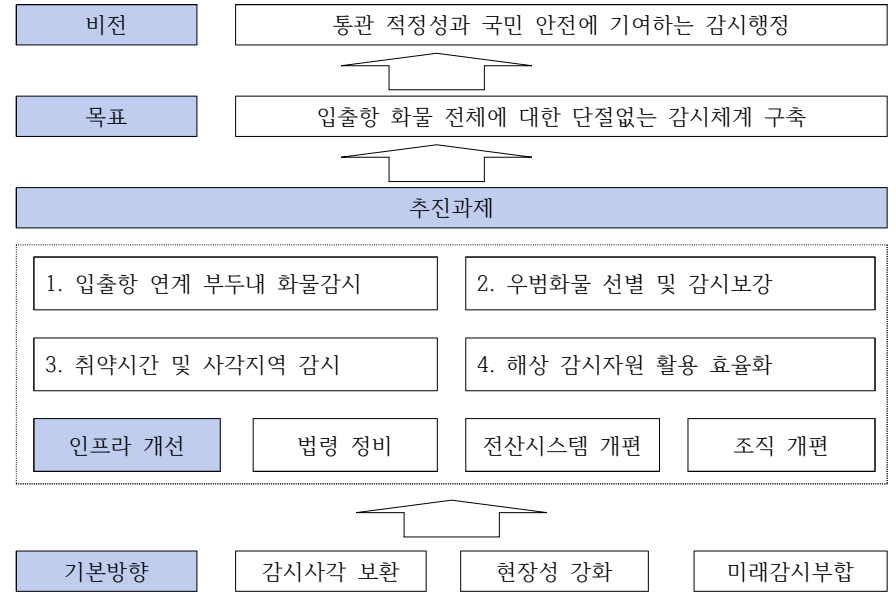 비전
통관 적정성과 국민 안전에 기여하는 감시행정
목표
입출항 화물 전체에 대한 단절없는 감시체계 구축
추진과제
1. 입출항 연계 부두내 화물감시
2. 우범화물 선별 및 감시보강
3. 취약시간 및 사각지역 감시
4. 해상 감시자원 활용 효율화
인프라 개선
법령 정비
전산시스템 개편
조직 개편
기본방향
감시사각 보환
현장성 강화
미래감시부합